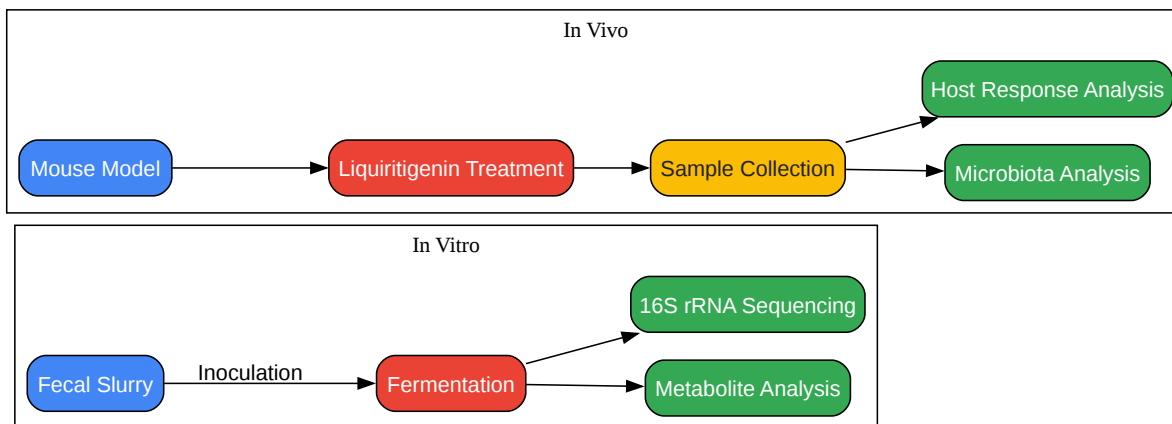 In Vivo
Host Response Analysis
Mouse Model
Liquiritigenin Treatment
Sample Collection
Microbiota Analysis
In Vitro
16S rRNA Sequencing
Fecal Slurry
Inoculation
Fermentation
Metabolite Analysis